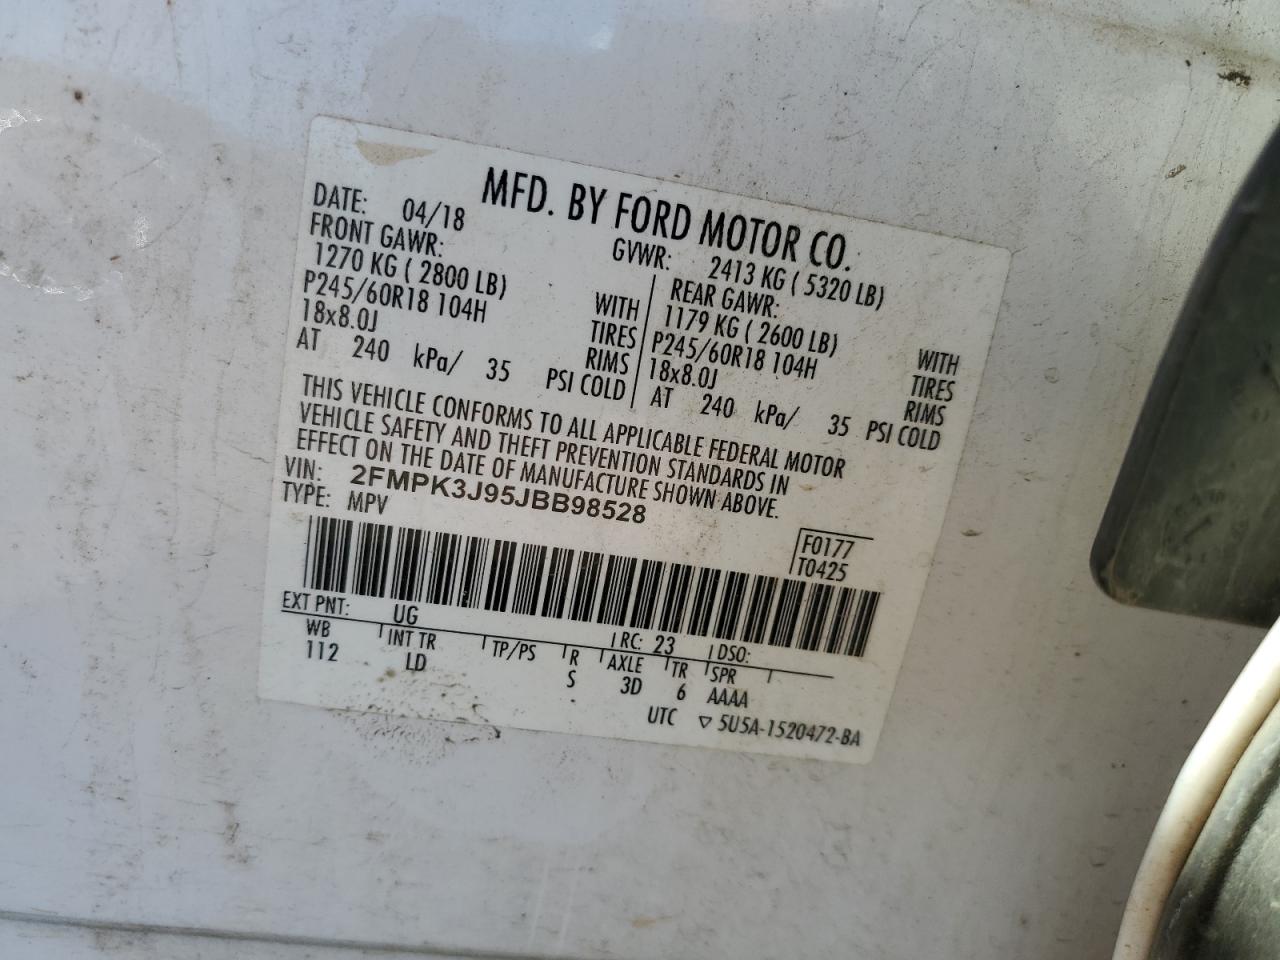 MFD. BY FORD MOTOR CO.
DATE: 04/18 GVWR: 2413 KG ( 5320 LB)
FRONT GAWR: REAR GAWR:
1270 KG ( 2800 LB) WITH 1179 KG ( 2600 LB) WITH
P245/60R18 104H TIRES P245/60R18 104H TIRES
18x8.0J RIMS 18x8.0J RIMS
AT 240 kPa/ 35 PSI COLD AT 240 kPa/ 35 PSI COLD
THIS VEHICLE CONFORMS TO ALL APPLICABLE FEDERAL MOTOR
VEHICLE SAFETY AND THEFT PREVENTION STANDARDS IN
EFFECT ON THE DATE OF MANUFACTURE SHOWN ABOVE.
VIN: 2FMPK3J95JBB98528
TYPE: MPV
F0177
T0425
EXT PNT: UG RC: 23 DSO:
WB INT TR TP/PS R AXLE TR SPR
112 LD S 3D 6 AAAA
UTC ▽ 5U5A-1520472-BA